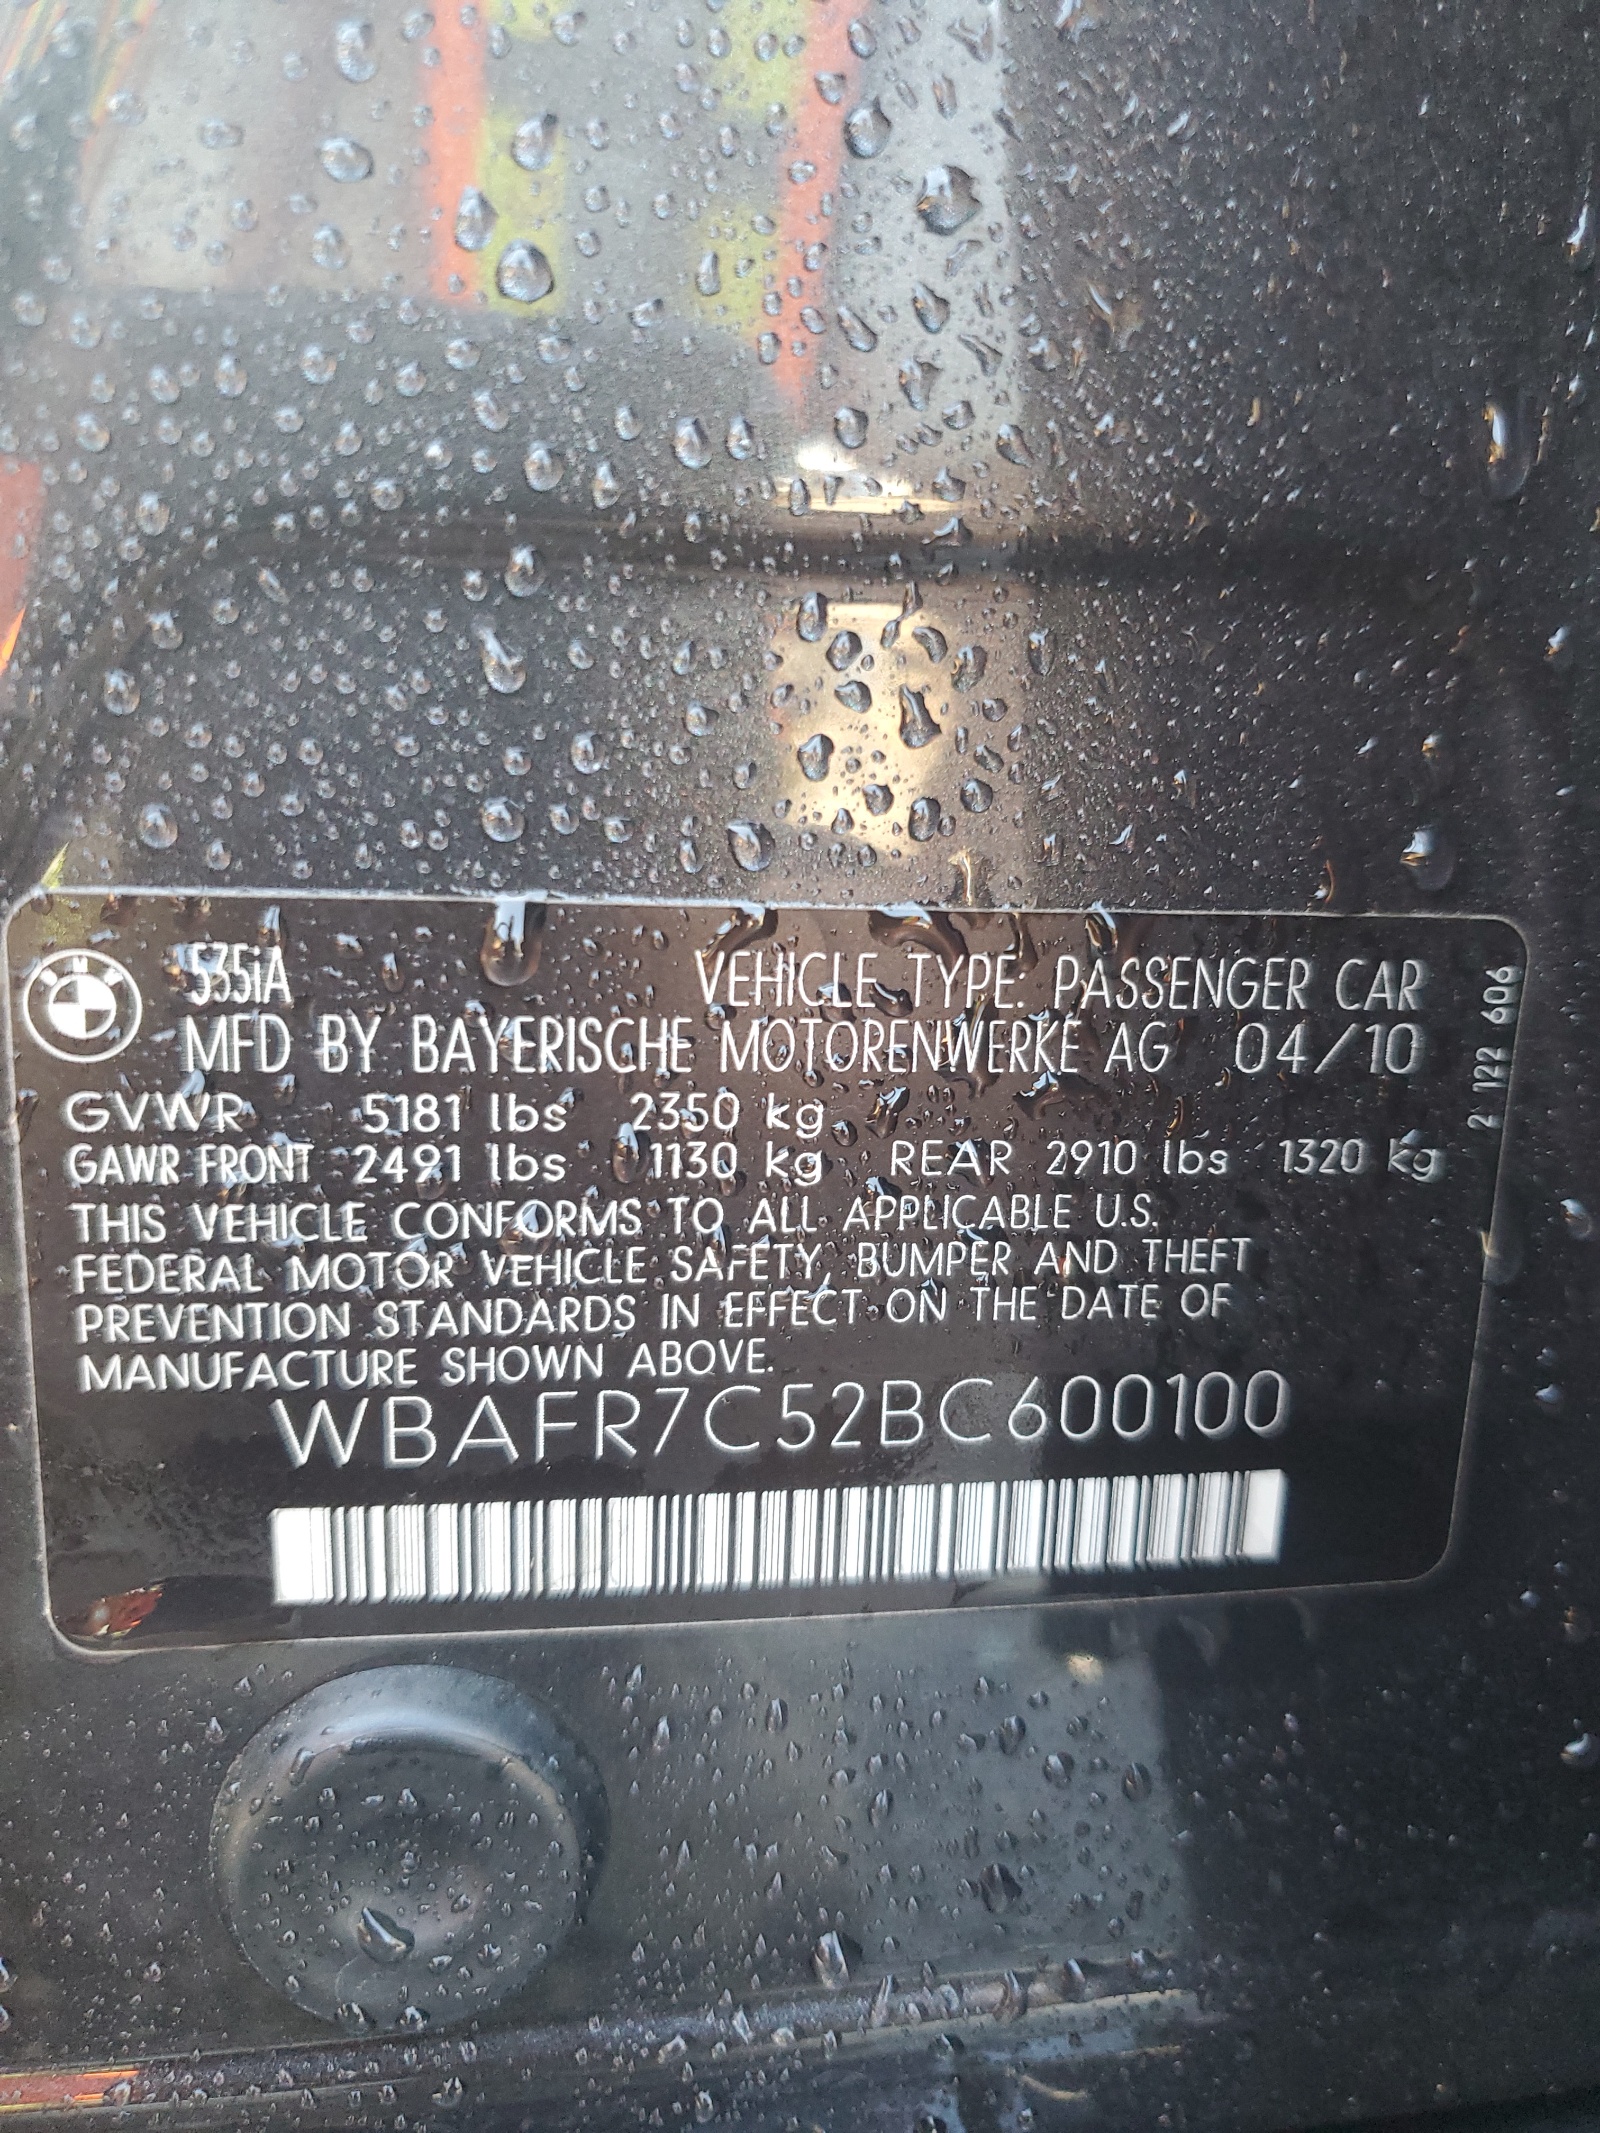 BMW
535iA VEHICLE TYPE: PASSENGER CAR
MFD BY BAYERISCHE MOTORENWERKE AG 04/10
GVWR 5181 lbs 2350 kg
GAWR FRONT 2491 lbs 1130 kg REAR 2910 lbs 1320 kg
THIS VEHICLE CONFORMS TO ALL APPLICABLE U.S.
FEDERAL MOTOR VEHICLE SAFETY, BUMPER AND THEFT
PREVENTION STANDARDS IN EFFECT ON THE DATE OF
MANUFACTURE SHOWN ABOVE.
WBAFR7C52BC600100
2 122 606